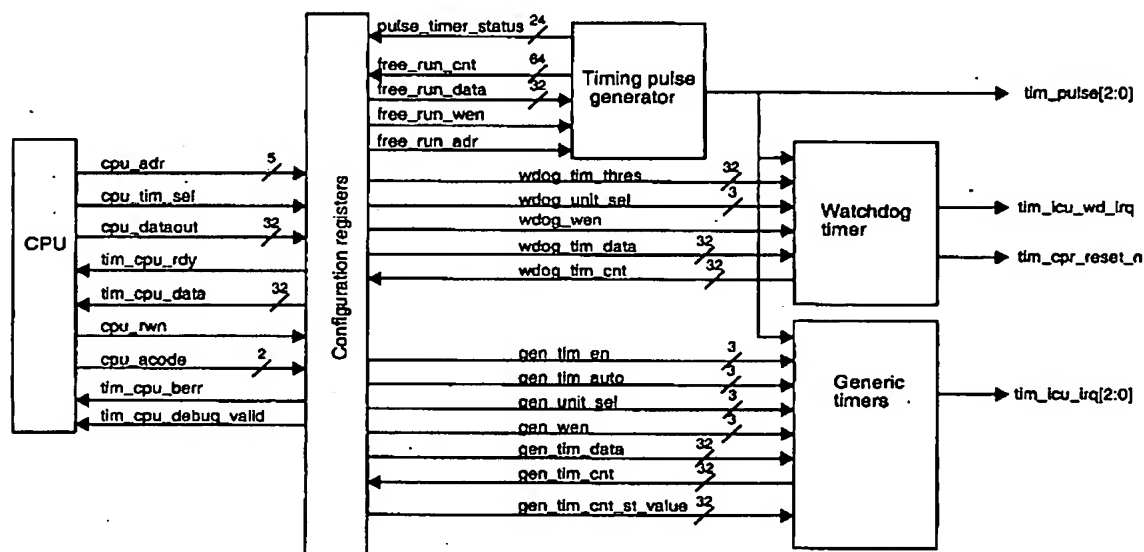 pulse_timer_status 24
free_run_cnt 64
free_run_data 32
free_run_wen
free_run_adr
Timing pulse
generator
tim_pulse[2:0]
CPU
cpu_adr 5
cpu_tim_sel
cpu_dataout 32
tim_cpu_rdy
tim_cpu_data 32
cpu_rwn
cpu_acode 2
tim_cpu_berr
tim_cpu_debug_valid
Configuration registers
wdog_tim_thres 32
wdog_unit_sel 3
wdog_wen
wdog_tim_data 32
wdog_tim_cnt 32
Watchdog
timer
tim_icu_wd_irq
tim_cpr_reset_n
gen_tim_en 3
gen_tim_auto 3
gen_unit_sel 3
gen_wen 3
gen_tim_data 32
gen_tim_cnt 32
gen_tim_cnt_st_value 32
Generic
timers
tim_icu_irq[2:0]